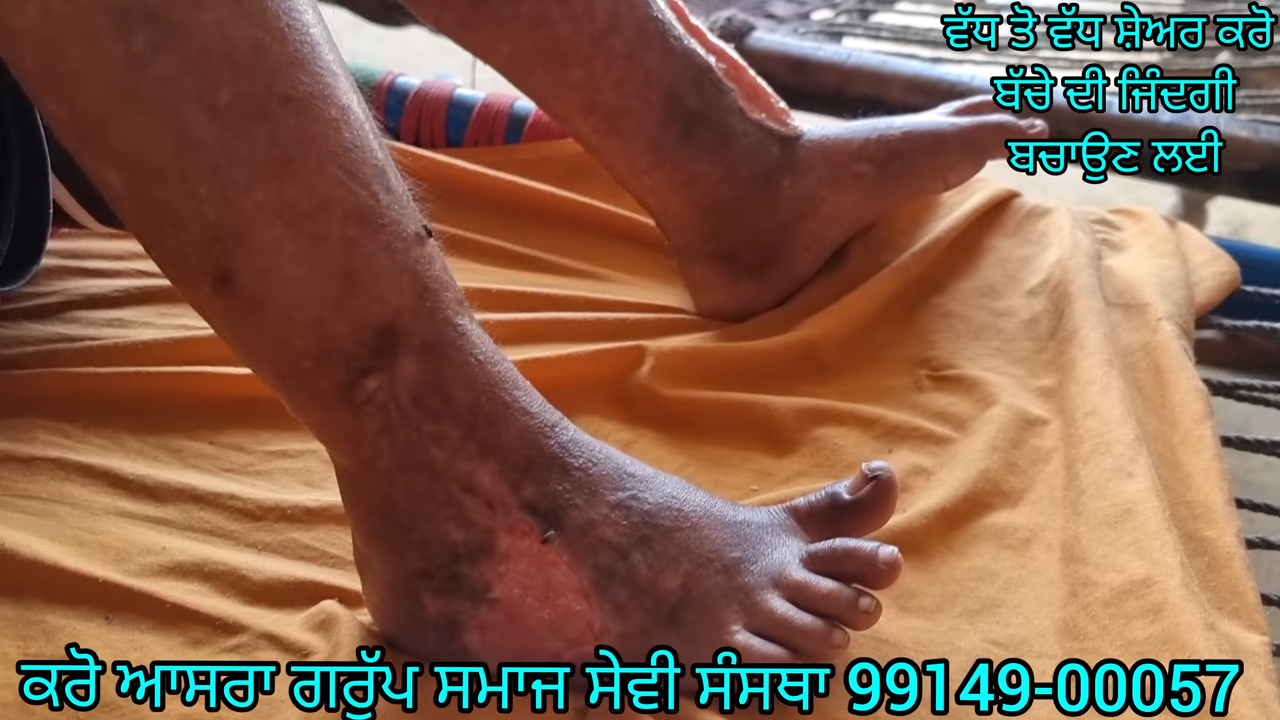 ਵੱਧ ਤੋ ਵੱਧ ਸ਼ੇਅਰ ਕਰੋ
ਬੱਚੇ ਦੀ ਜਿੰਦਗੀ
ਬਚਾਉਣ ਲਈ
ਕਰੋ ਆਸਰਾ ਗਰੁੱਪ ਸਮਾਜ ਸੇਵੀ ਸੰਸਥਾ 99149-00057